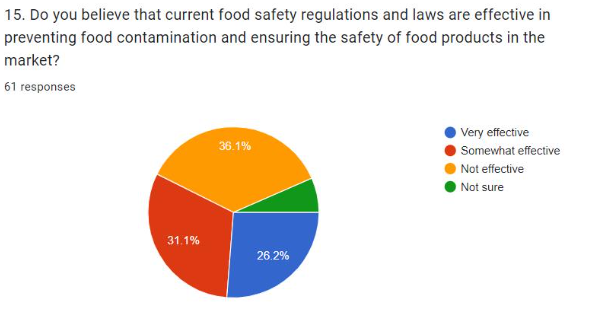 15. Do you believe that current food safety regulations and laws are effective in
preventing food contamination and ensuring the safety of food products in the
market?
61 responses
36.1%
31.1%
26.2%
Very effective
Somewhat effective
Not effective
Not sure